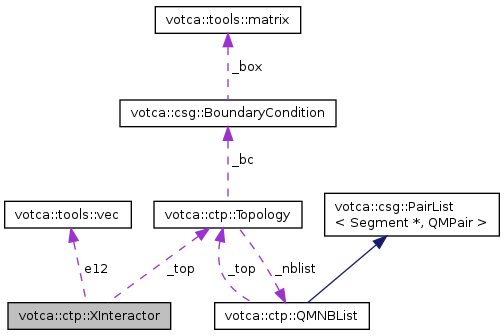 votca::tools::matrix
_box
votca::csg::BoundaryCondition
_bc
votca::tools::vec
votca::ctp::Topology
votca::csg::PairList
< Segment *, QMPair >
e12
_top
_top
_nblist
votca::ctp::XInteractor
votca::ctp::QMNBList